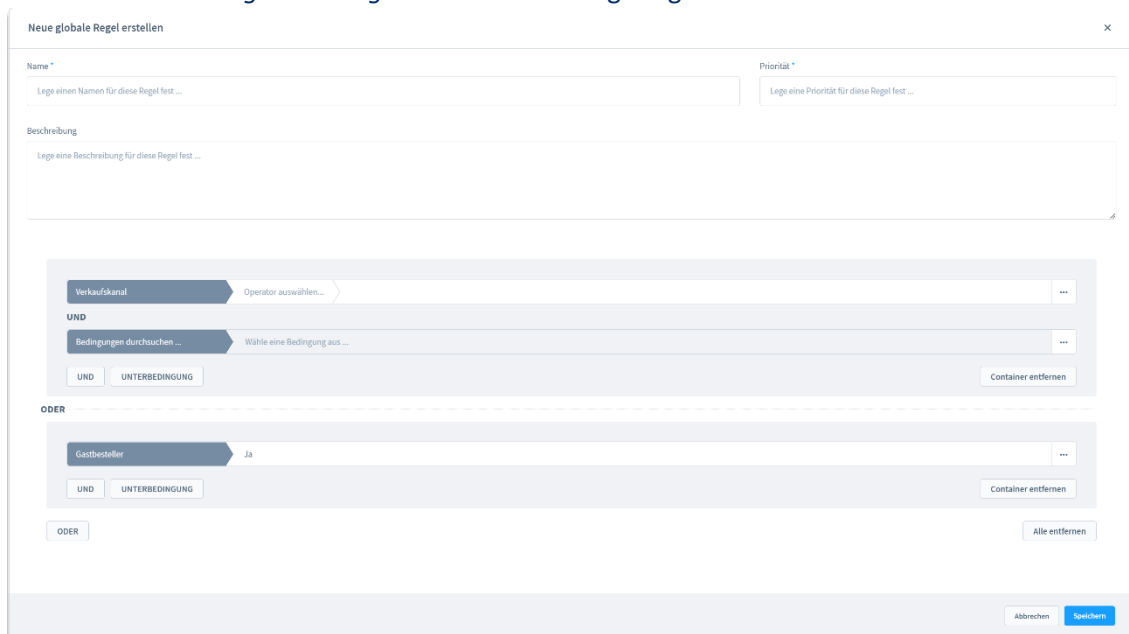 Neue globale Regel erstellen
Name *
Priorität *
Lege einen Namen für diese Regel fest ...
Lege eine Priorität für diese Regel fest ...
Beschreibung
Lege eine Beschreibung für diese Regel fest ...
Verkaufskanal
Operator auswählen...
UND
Bedingungen durchsuchen ...
Wähle eine Bedingung aus ...
UND
UNTERBEDINGUNG
Container entfernen
ODER
Gastbesteller
Ja
UND
UNTERBEDINGUNG
Container entfernen
ODER
Alle entfernen
Abbrechen
Speichern